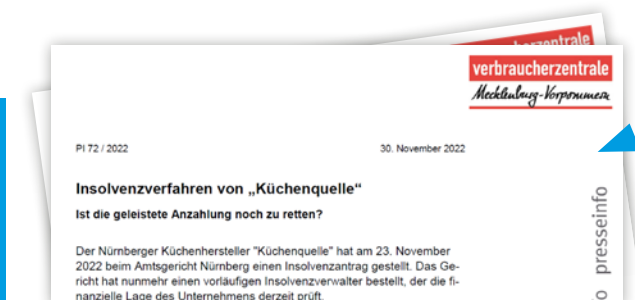 verbraucherzentrale
Mecklenburg-Vorpommern
PI 72 / 2022 30. November 2022
Insolvenzverfahren von „Küchenquelle“
Ist die geleistete Anzahlung noch zu retten?
Der Nürnberger Küchenhersteller "Küchenquelle" hat am 23. November
2022 beim Amtsgericht Nürnberg einen Insolvenzantrag gestellt. Das Ge-
richt hat nunmehr einen vorläufigen Insolvenzverwalter bestellt, der die fi-
nanzielle Lage des Unternehmens derzeit prüft.
presseinfo